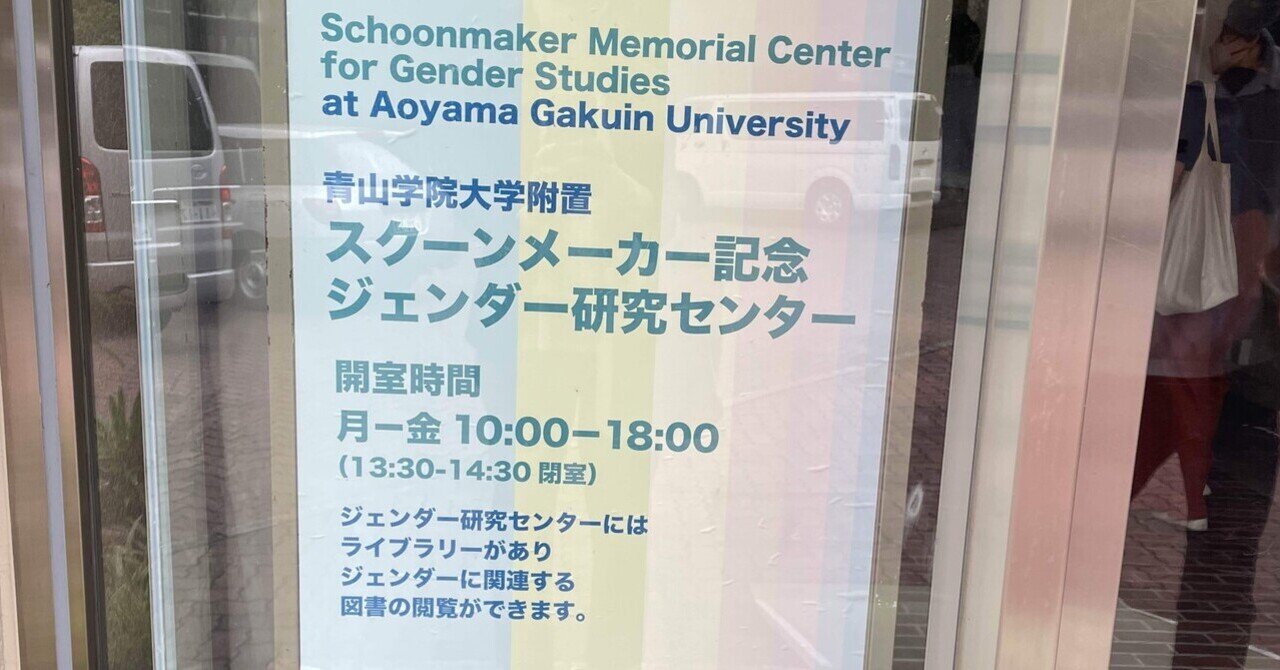 Schoonmaker Memorial Center
for Gender Studies
at Aoyama Gakuin University
青山学院大学附置
スクーンメーカー記念
ジェンダー研究センター
開室時間
月ー金 10:00ー18:00
(13:30-14:30 閉室)
ジェンダー研究センターには
ライブラリーがあり
ジェンダーに関連する
図書の閲覧ができます。